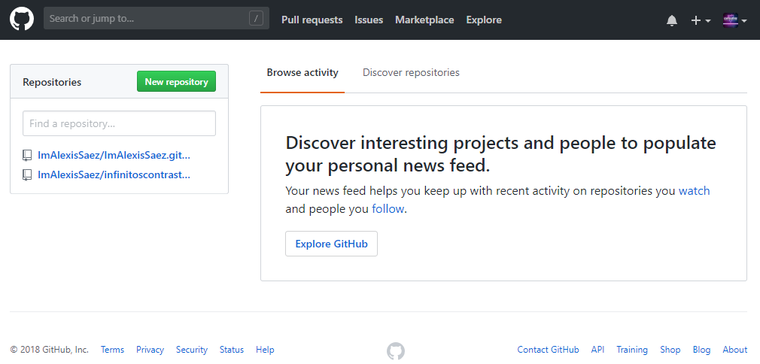 Search or jump to... /
Pull requests Issues Marketplace Explore
Repositories
New repository
Find a repository...
ImAlexisSaez/ImAlexisSaez.git...
ImAlexisSaez/infinitoscontrast...
Browse activity Discover repositories
Discover interesting projects and people to populate
your personal news feed.
Your news feed helps you keep up with recent activity on repositories you watch
and people you follow.
Explore GitHub
© 2018 GitHub, Inc. Terms Privacy Security Status Help
Contact GitHub API Training Shop Blog About